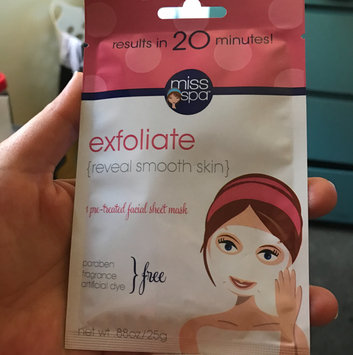 results in 20 minutes!
miss
spa
exfoliate
{reveal smooth skin}
1 pre-treated facial sheet mask
paraben
fragrance
artificial dye } free
net wt .88oz/25g